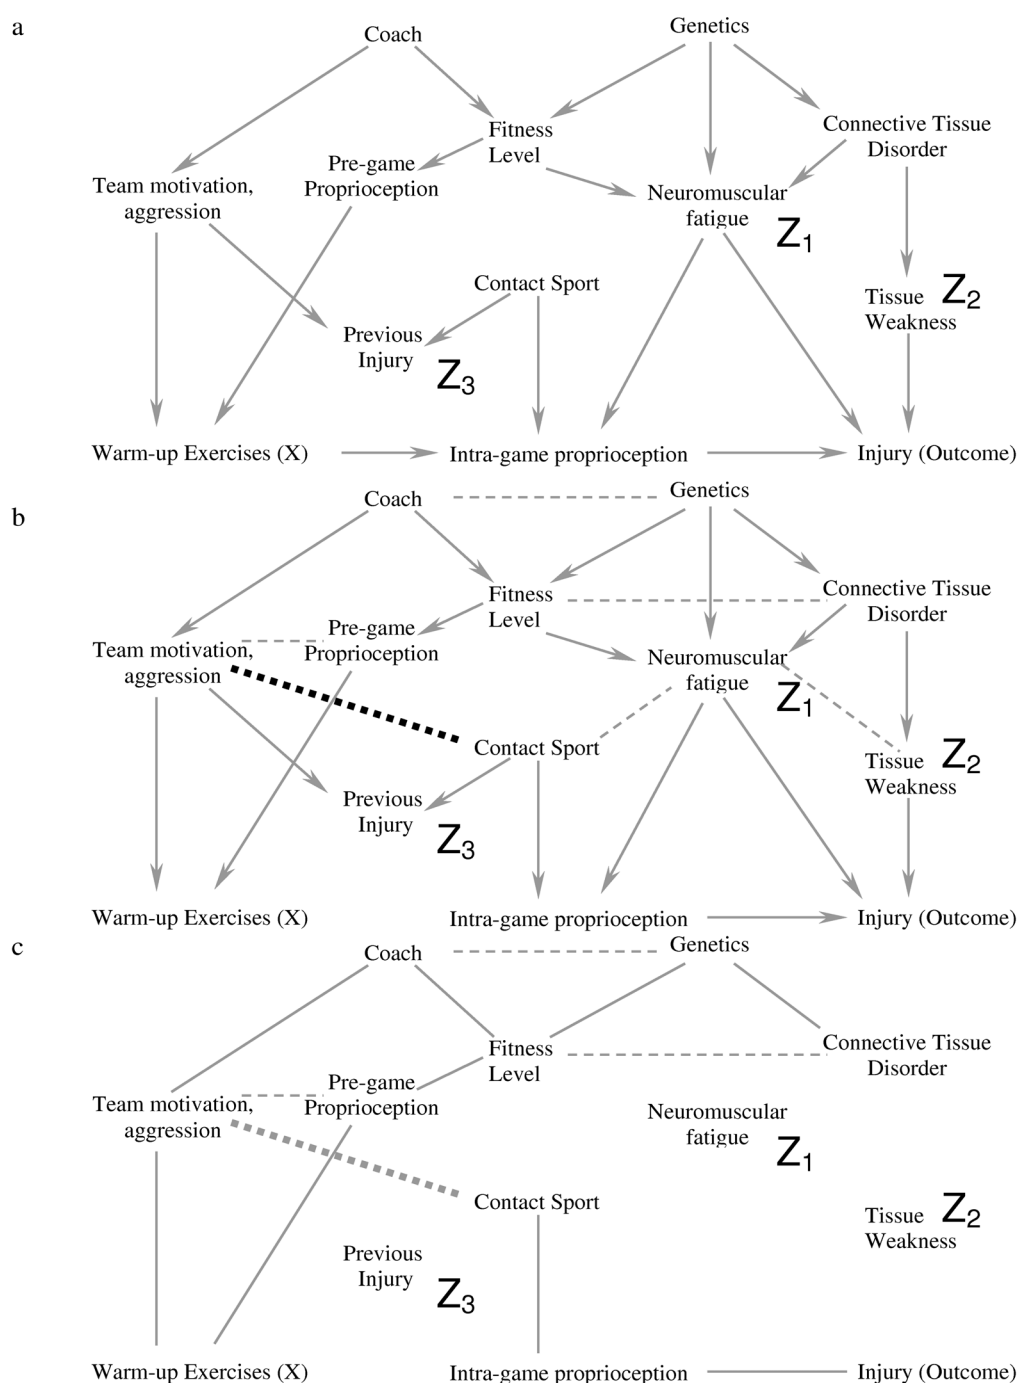 a
Coach
Genetics
Fitness
Level
Connective Tissue
Disorder
Pre-game
Proprioception
Team motivation,
aggression
Neuromuscular
fatigue
Z1
Contact Sport
Tissue
Weakness
Z2
Previous
Injury
Z3
Warm-up Exercises (X)
Intra-game proprioception
Injury (Outcome)
b
Coach
Genetics
Fitness
Level
Connective Tissue
Disorder
Pre-game
Proprioception
Team motivation,
aggression
Neuromuscular
fatigue
Z1
Contact Sport
Tissue
Weakness
Z2
Previous
Injury
Z3
Warm-up Exercises (X)
Intra-game proprioception
Injury (Outcome)
c
Coach
Genetics
Fitness
Level
Connective Tissue
Disorder
Pre-game
Proprioception
Team motivation,
aggression
Neuromuscular
fatigue
Z1
Contact Sport
Tissue
Weakness
Z2
Previous
Injury
Z3
Warm-up Exercises (X)
Intra-game proprioception
Injury (Outcome)